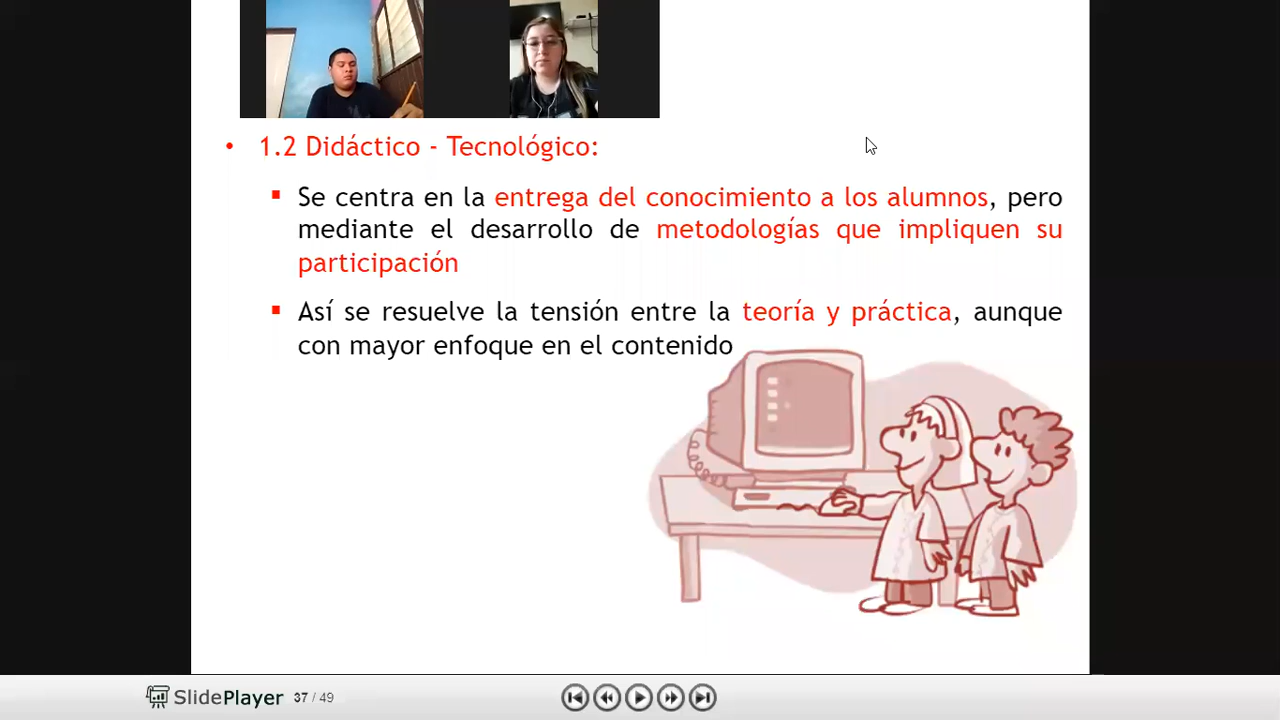 1.2 Didáctico - Tecnológico:
Se centra en la entrega del conocimiento a los alumnos, pero
mediante el desarrollo de metodologías que impliquen su
participación
Así se resuelve la tensión entre la teoría y práctica, aunque
con mayor enfoque en el contenido
SlidePlayer 37 / 49